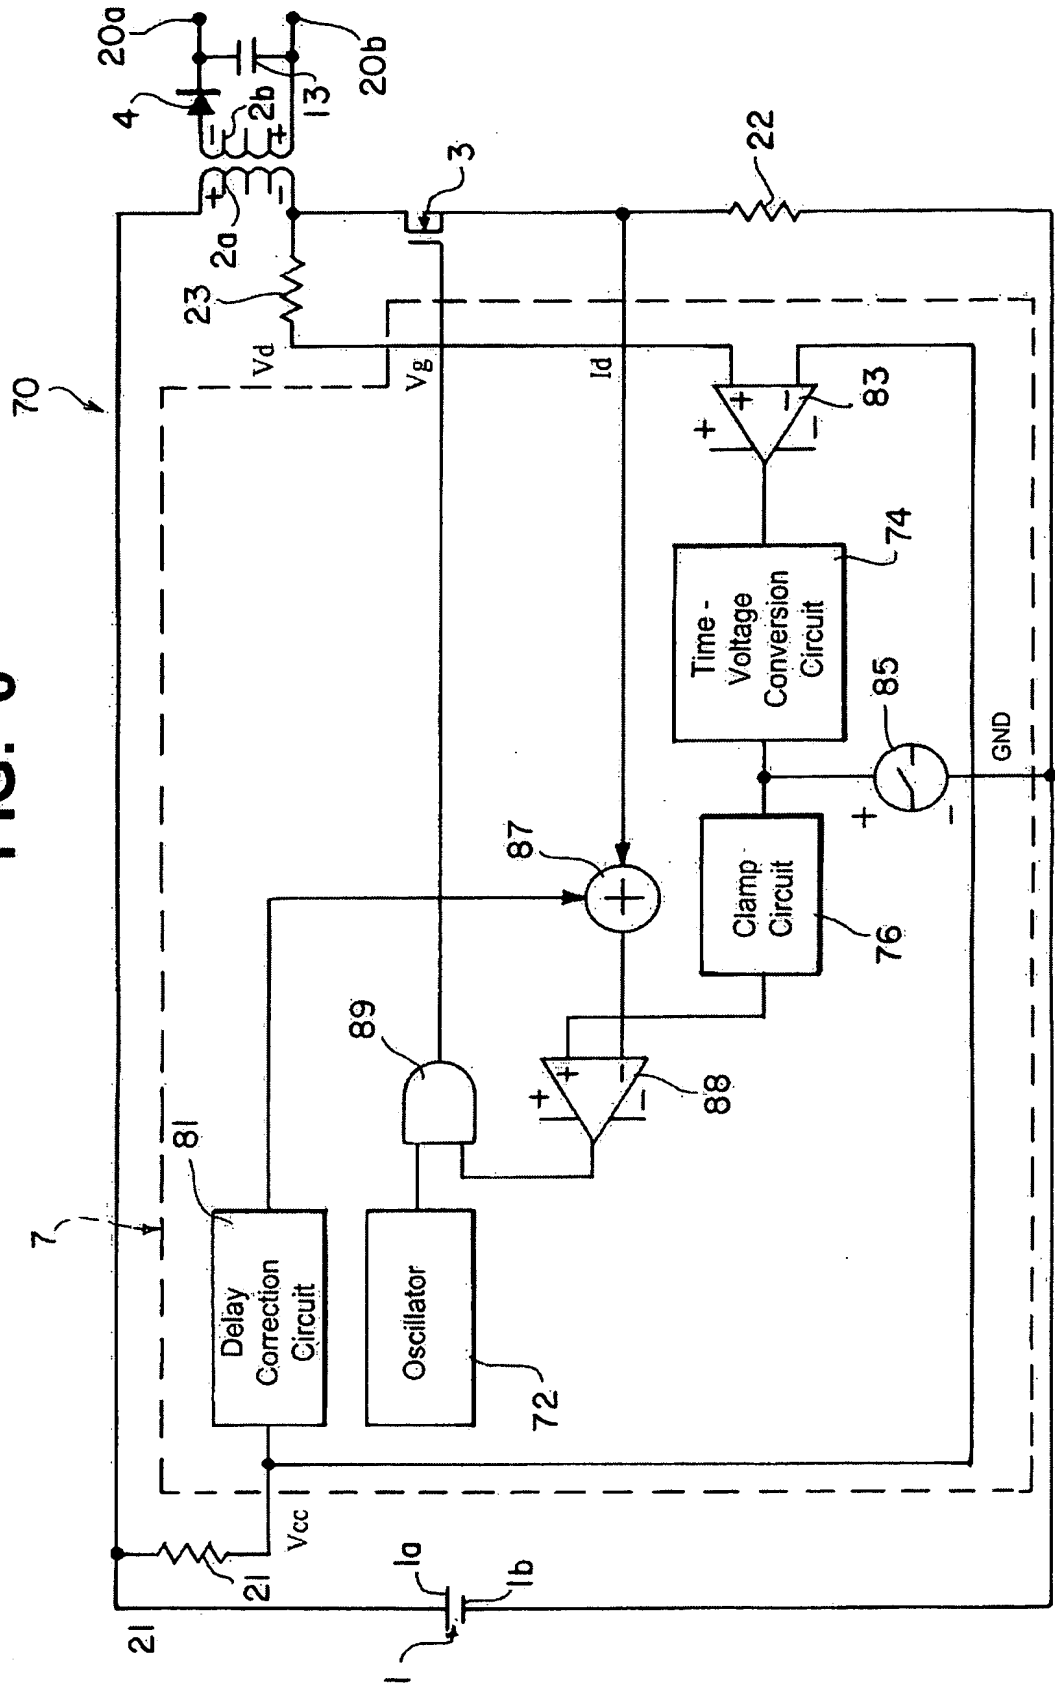 70
20a
4
2b
13
20b
+
-
-
+
2a
3
22
23
Vd
Vg
Id
+
-
+
-
83
Time -
Voltage
Conversion
Circuit
74
85
+
-
GND
87
+
Clamp
Circuit
76
89
+
-
+
-
88
7
81
Delay
Correction
Circuit
Oscillator
72
Vcc
21
21
1a
1b
1